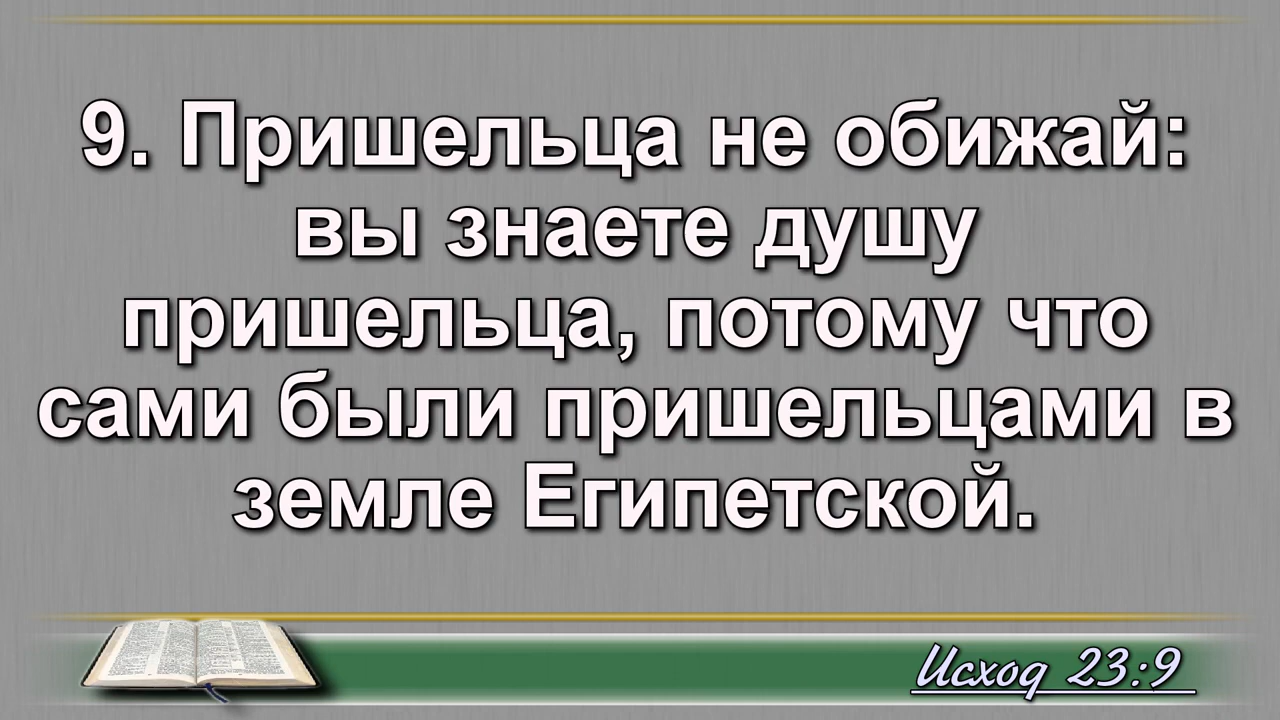 9. Пришельца не обижай:
вы знаете душу
пришельца, потому что
сами были пришельцами в
земле Египетской.
Исход 23:9